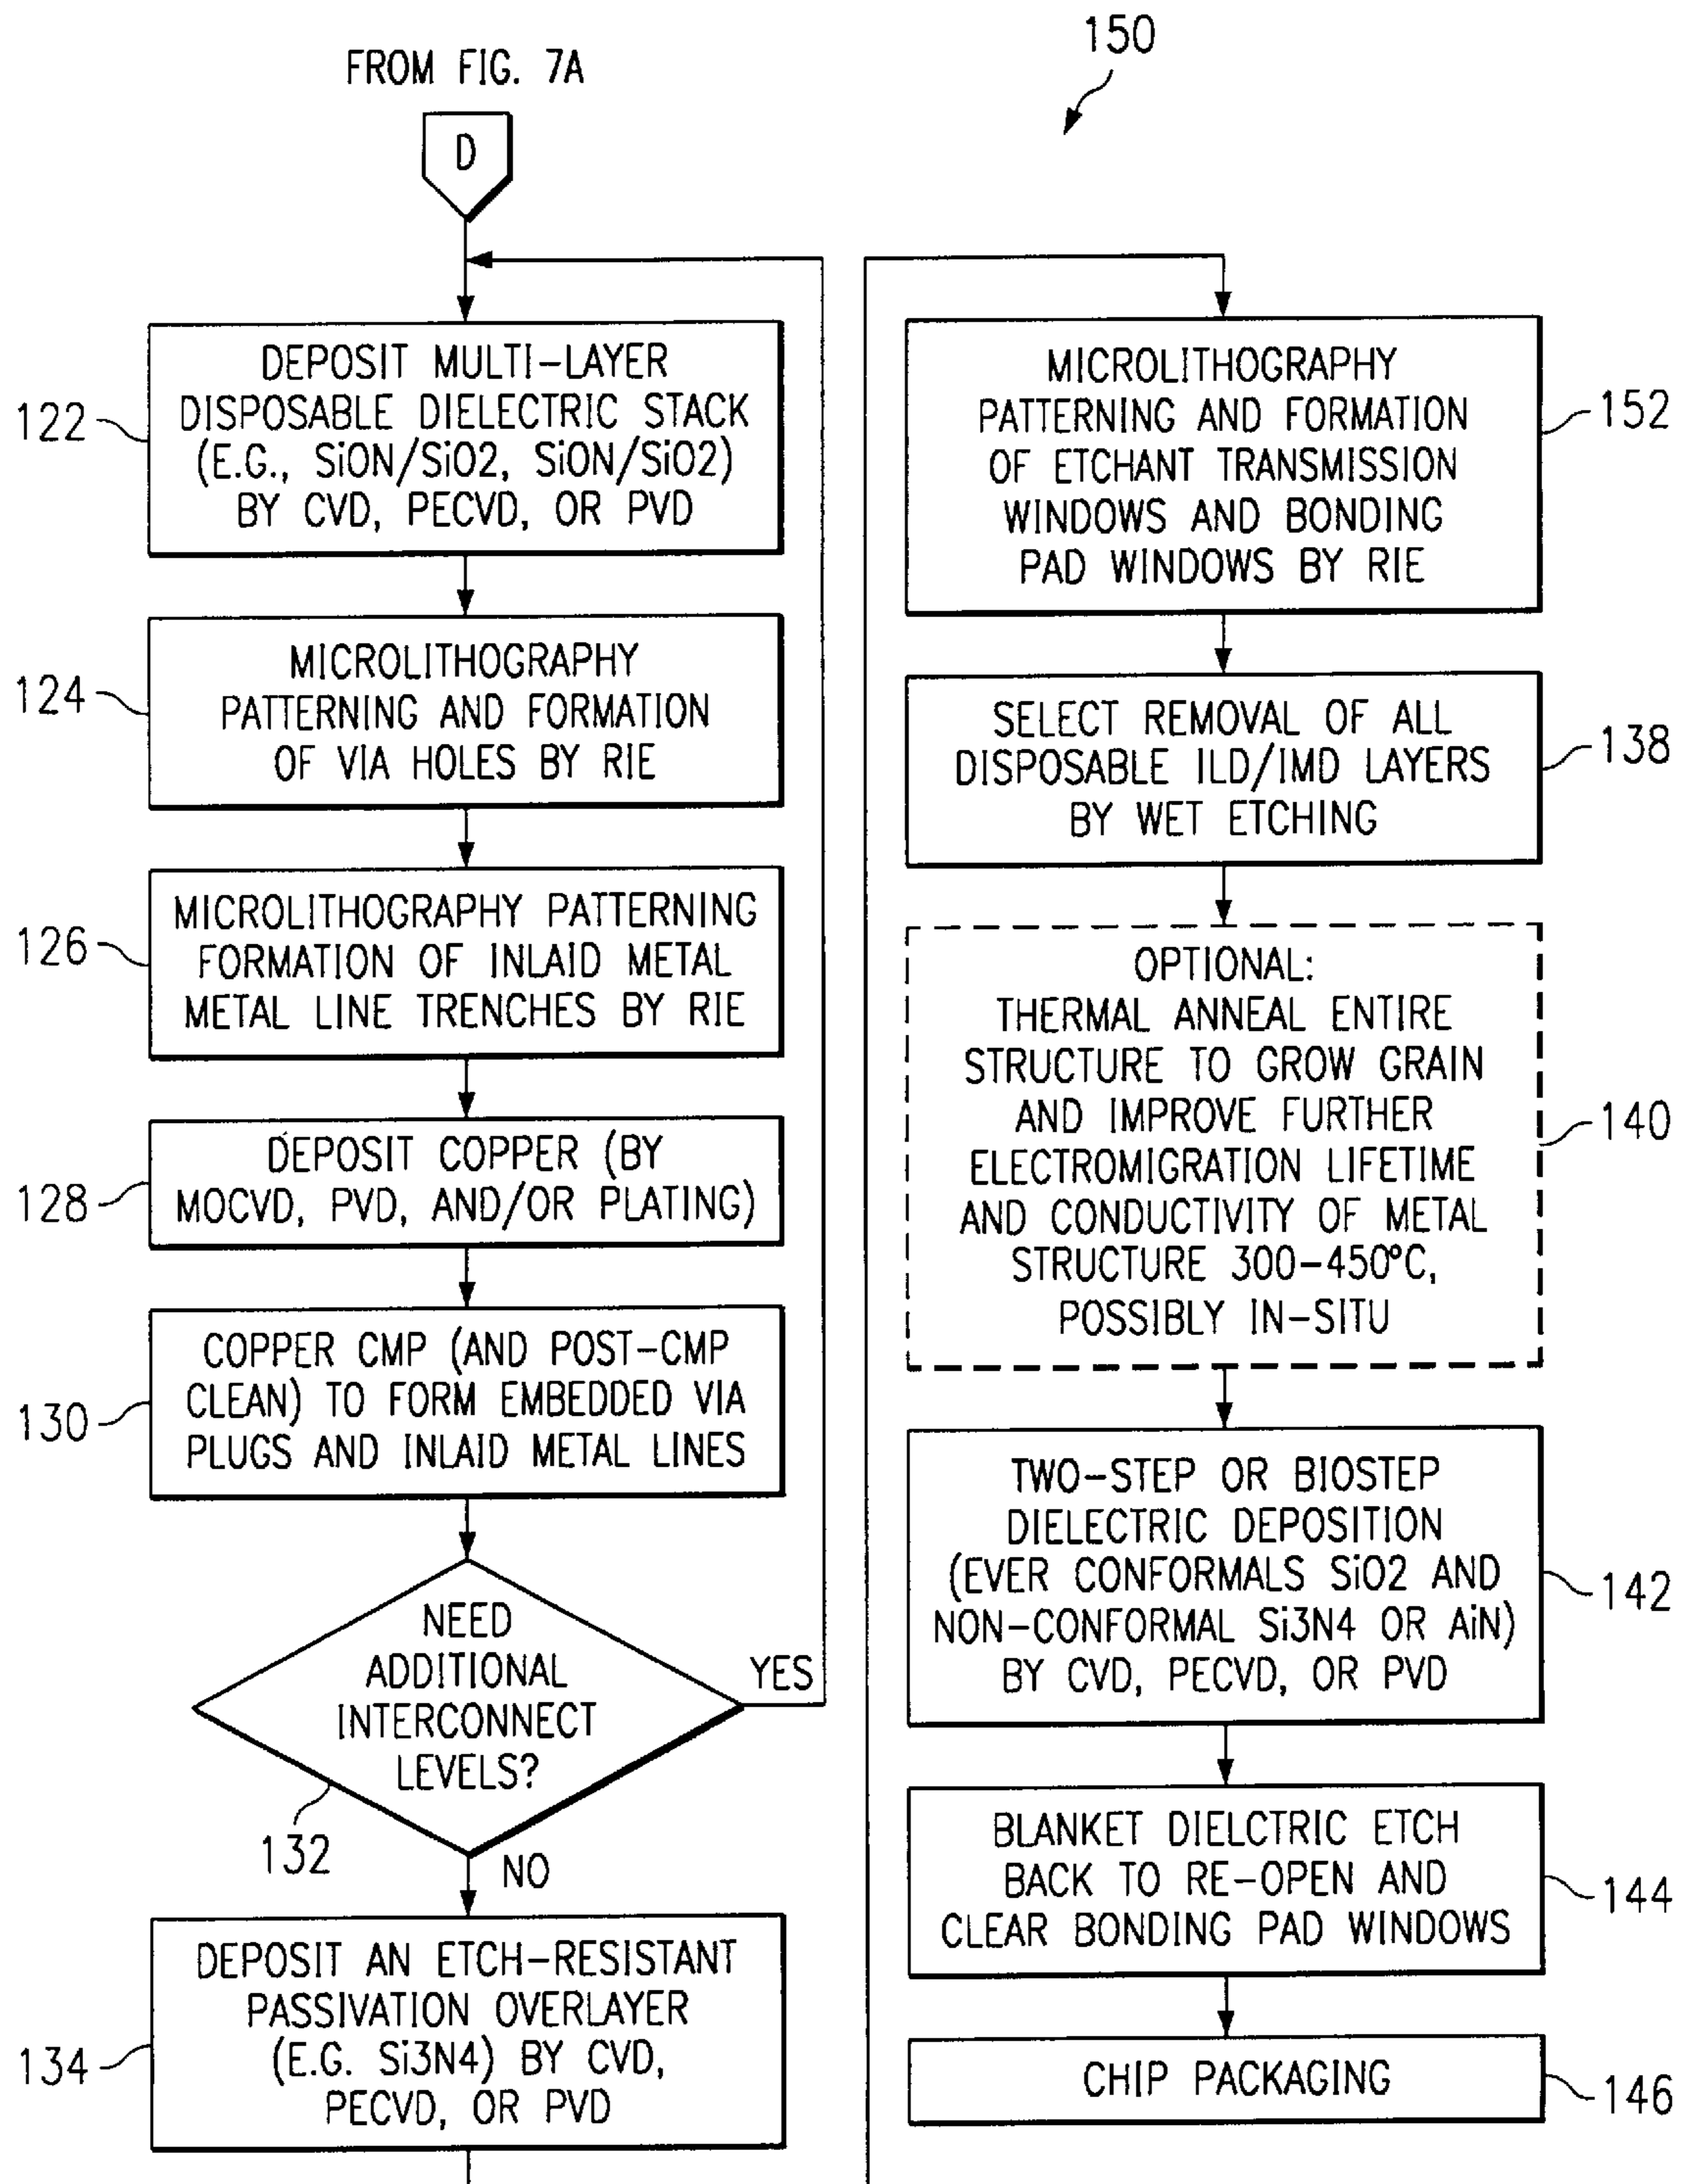 FROM FIG. 7A
150
D
122
DEPOSIT MULTI-LAYER
DISPOSABLE DIELECTRIC STACK
(E.G., SiON/SiO2, SiON/SiO2)
BY CVD, PECVD, OR PVD
124
MICROLITHOGRAPHY
PATTERNING AND FORMATION
OF VIA HOLES BY RIE
126
MICROLITHOGRAPHY PATTERNING
FORMATION OF INLAID METAL
METAL LINE TRENCHES BY RIE
128
DEPOSIT COPPER (BY
MOCVD, PVD, AND/OR PLATING)
130
COPPER CMP (AND POST-CMP
CLEAN) TO FORM EMBEDDED VIA
PLUGS AND INLAID METAL LINES
NEED
ADDITIONAL
INTERCONNECT
LEVELS?
YES
132
NO
134
DEPOSIT AN ETCH-RESISTANT
PASSIVATION OVERLAYER
(E.G. Si3N4) BY CVD,
PECVD, OR PVD
MICROLITHOGRAPHY
PATTERNING AND FORMATION
OF ETCHANT TRANSMISSION
WINDOWS AND BONDING
PAD WINDOWS BY RIE
152
SELECT REMOVAL OF ALL
DISPOSABLE ILD/IMD LAYERS
BY WET ETCHING
138
OPTIONAL:
THERMAL ANNEAL ENTIRE
STRUCTURE TO GROW GRAIN
AND IMPROVE FURTHER
ELECTROMIGRATION LIFETIME
AND CONDUCTIVITY OF METAL
STRUCTURE 300-450°C,
POSSIBLY IN-SITU
140
TWO-STEP OR BIOSTEP
DIELECTRIC DEPOSITION
(EVER CONFORMALS SiO2 AND
NON-CONFORMAL Si3N4 OR AiN)
BY CVD, PECVD, OR PVD
142
BLANKET DIELCTRIC ETCH
BACK TO RE-OPEN AND
CLEAR BONDING PAD WINDOWS
144
CHIP PACKAGING
146